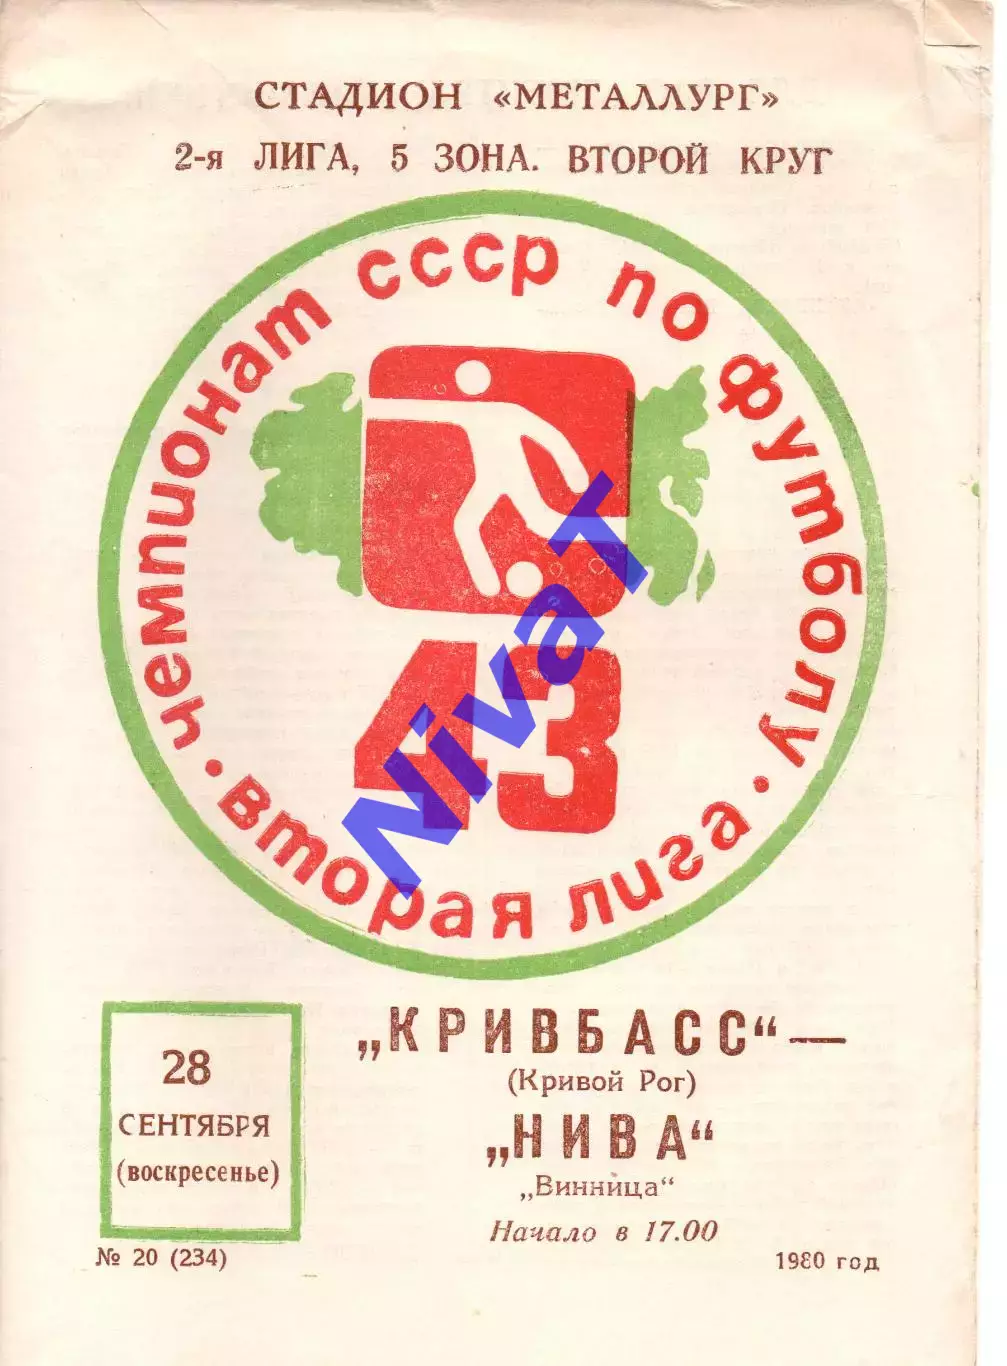 СТАДИОН «МЕТАЛЛУРГ»
2-я ЛИГА, 5 ЗОНА. ВТОРОЙ КРУГ
чемпионат СССР по футболу
43
• вторая лига •
NivaT
„КРИВБАСС“—
(Кривой Рог)
„НИВА“
„Винница“
Начало в 17.00
28
СЕНТЯБРЯ
(воскресенье)
№ 20 (234)
1980 год